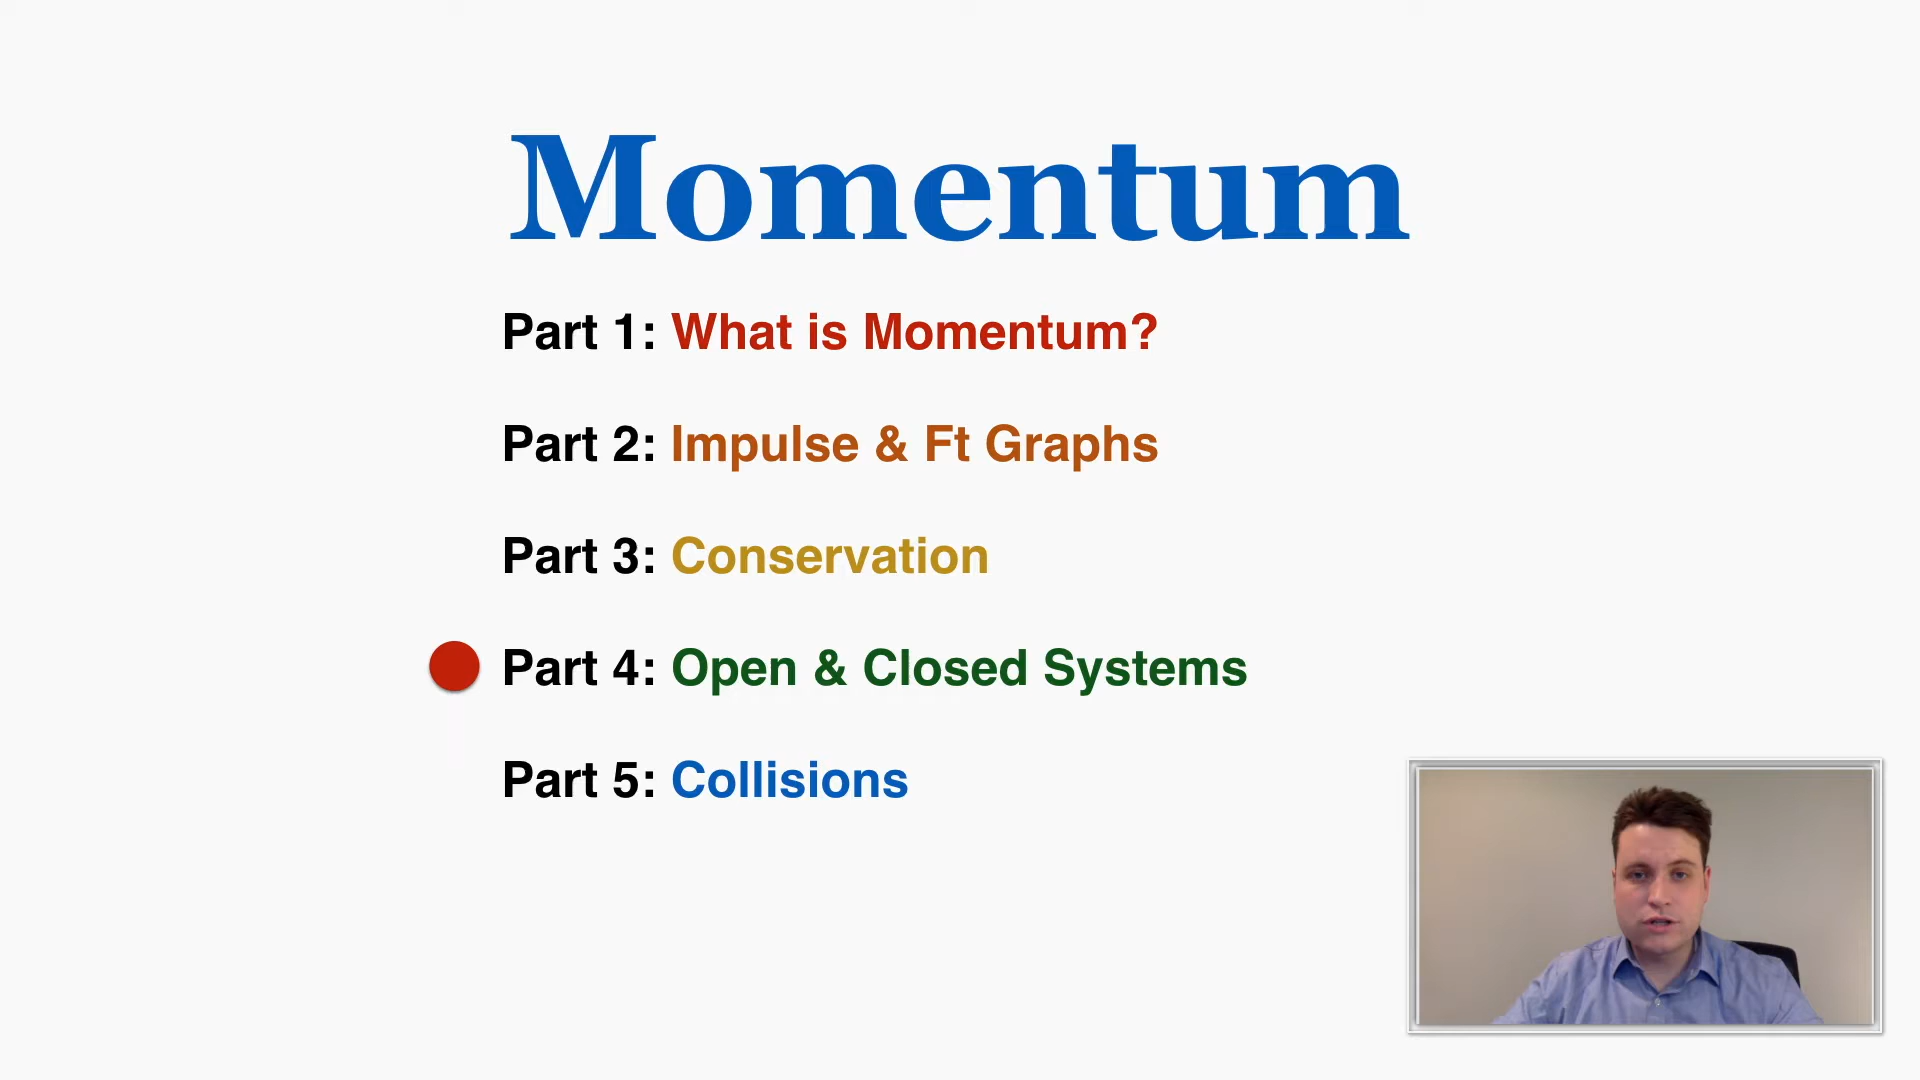 Momentum
Part 1: What is Momentum?
Part 2: Impulse & Ft Graphs
Part 3: Conservation
Part 4: Open & Closed Systems
Part 5: Collisions